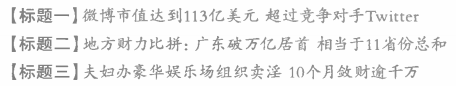 【标题一】微博市值达到113亿美元 超过竞争对手Twitter
【标题二】地方财力比拼：广东破万亿居首 相当于11省份总和
【标题三】夫妇办豪华娱乐场组织卖淫 10个月敛财逾千万